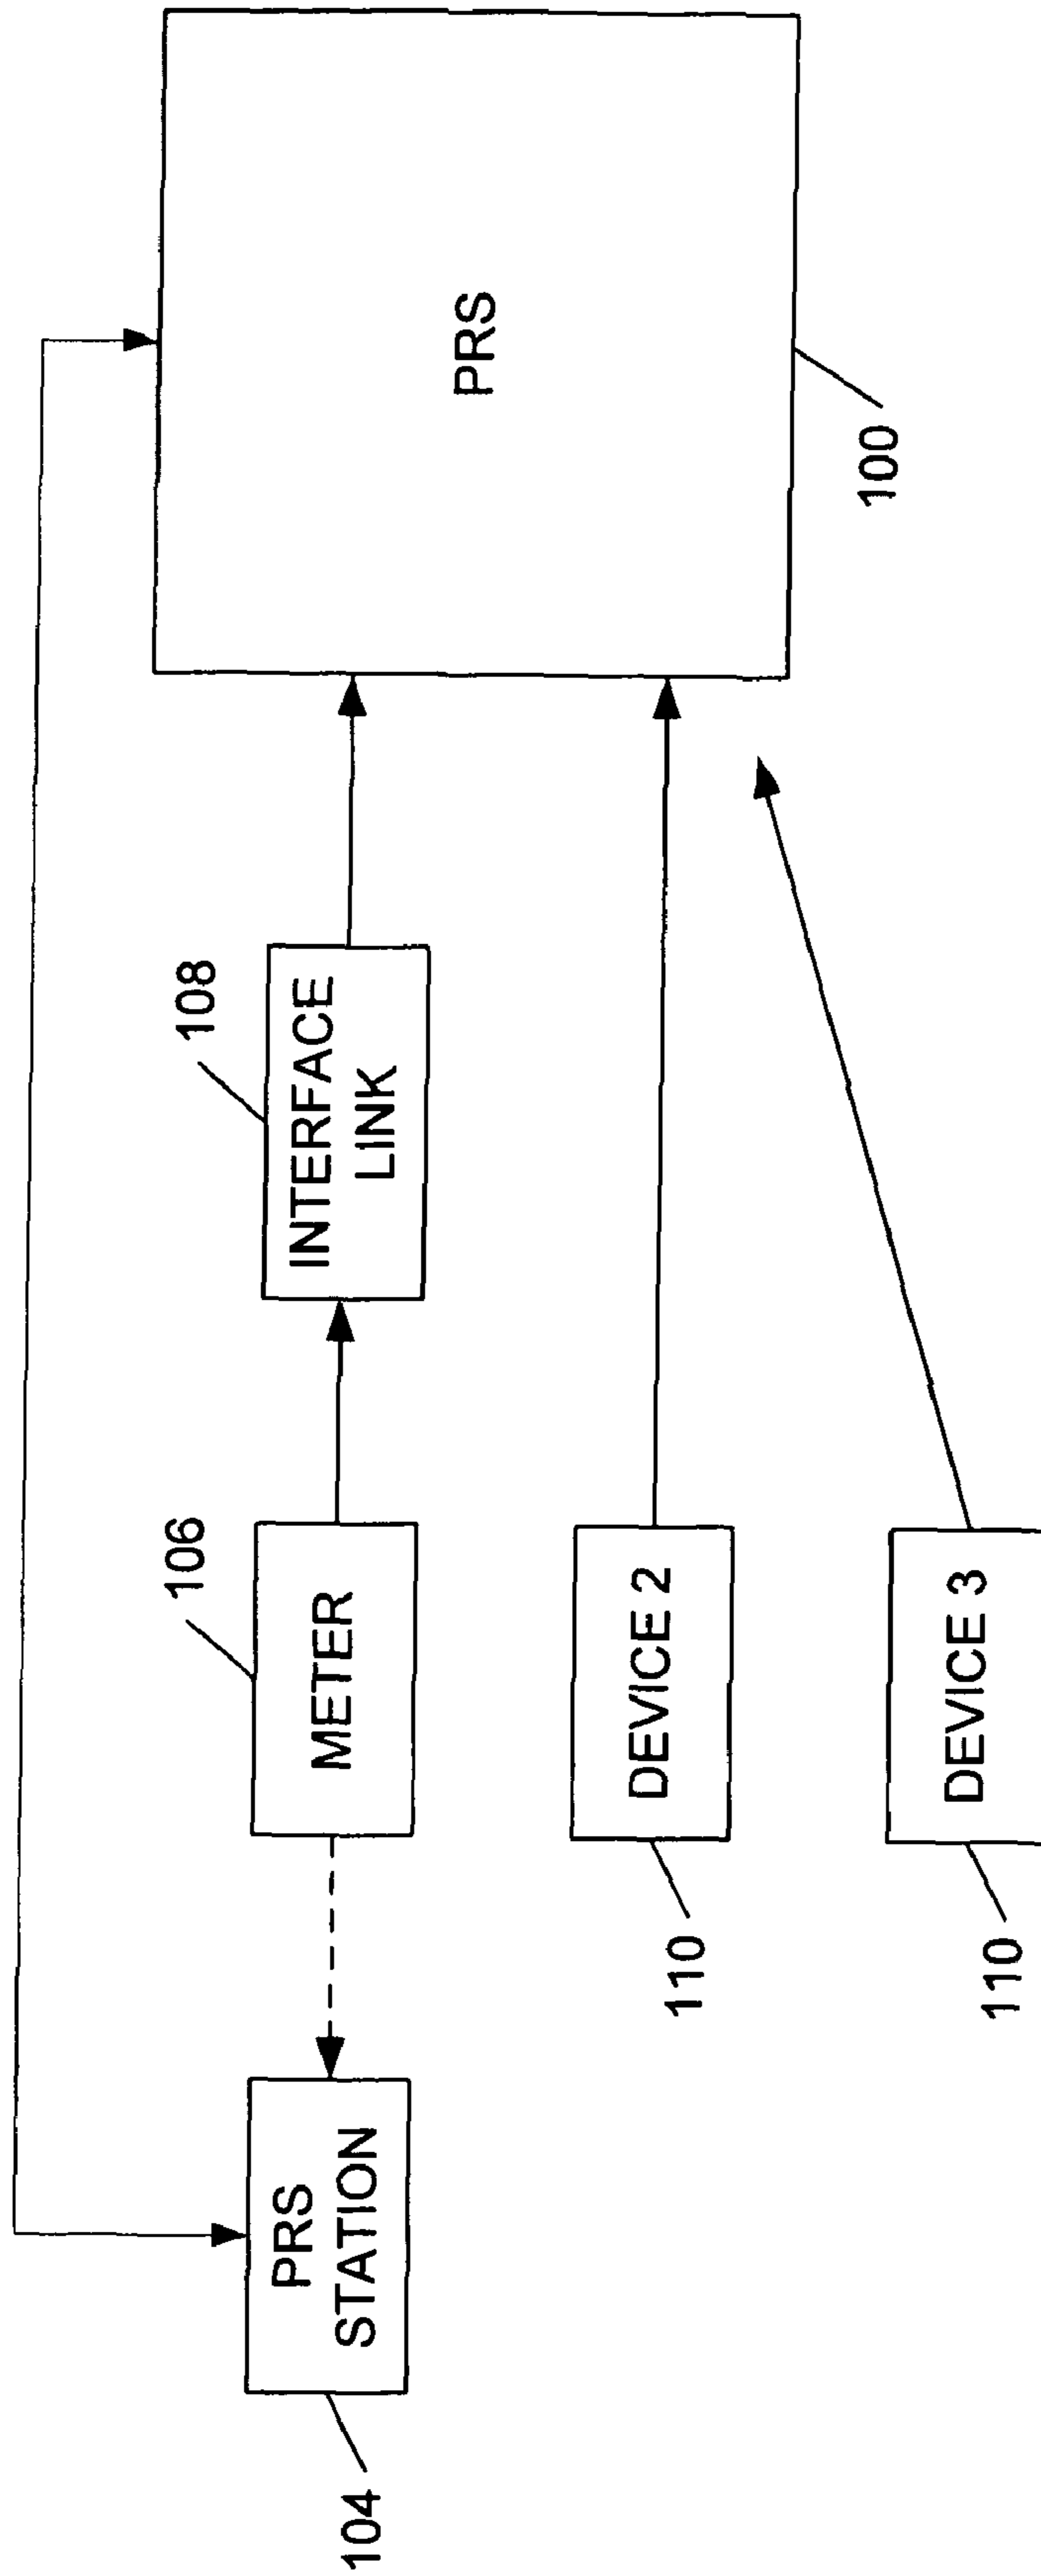 PRS
100
108
INTERFACE
LINK
106
METER
PRS
STATION
104
DEVICE 2
110
DEVICE 3
110